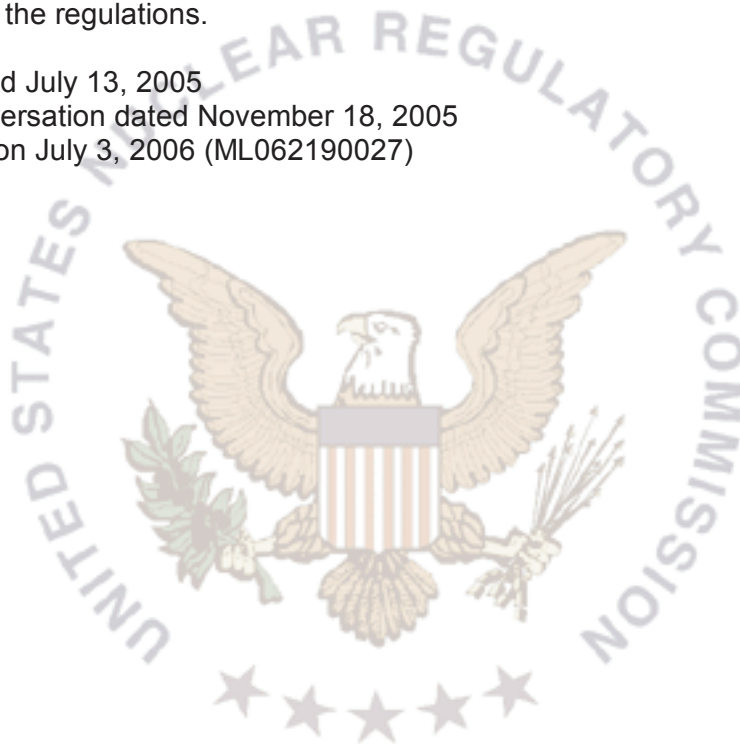 the regulations.
d July 13, 2005
ersation dated November 18, 2005
on July 3, 2006 (ML062190027)
UNITED STATES NUCLEAR REGULATORY COMMISSION